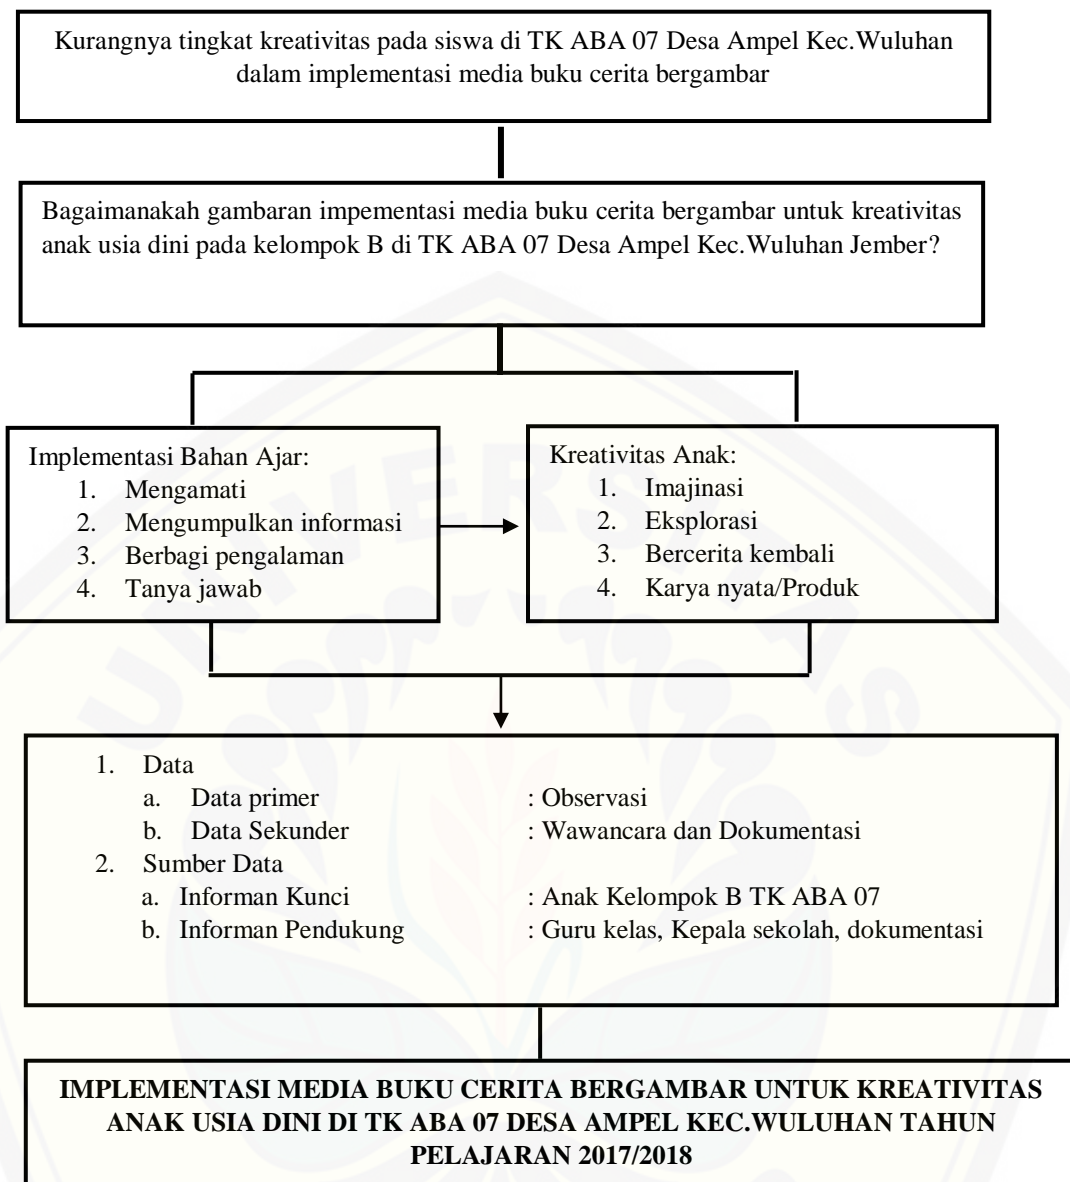 Kurangnya tingkat kreativitas pada siswa di TK ABA 07 Desa Ampel Kec.Wuluhan
dalam implementasi media buku cerita bergambar
Bagaimanakah gambaran impementasi media buku cerita bergambar untuk kreativitas
anak usia dini pada kelompok B di TK ABA 07 Desa Ampel Kec.Wuluhan Jember?
Implementasi Bahan Ajar:
1. Mengamati
2. Mengumpulkan informasi
3. Berbagi pengalaman
4. Tanya jawab
Kreativitas Anak:
1. Imajinasi
2. Eksplorasi
3. Bercerita kembali
4. Karya nyata/Produk
1. Data
a. Data primer : Observasi
b. Data Sekunder : Wawancara dan Dokumentasi
2. Sumber Data
a. Informan Kunci : Anak Kelompok B TK ABA 07
b. Informan Pendukung : Guru kelas, Kepala sekolah, dokumentasi
IMPLEMENTASI MEDIA BUKU CERITA BERGAMBAR UNTUK KREATIVITAS
ANAK USIA DINI DI TK ABA 07 DESA AMPEL KEC.WULUHAN TAHUN
PELAJARAN 2017/2018
UNIVERSITAS